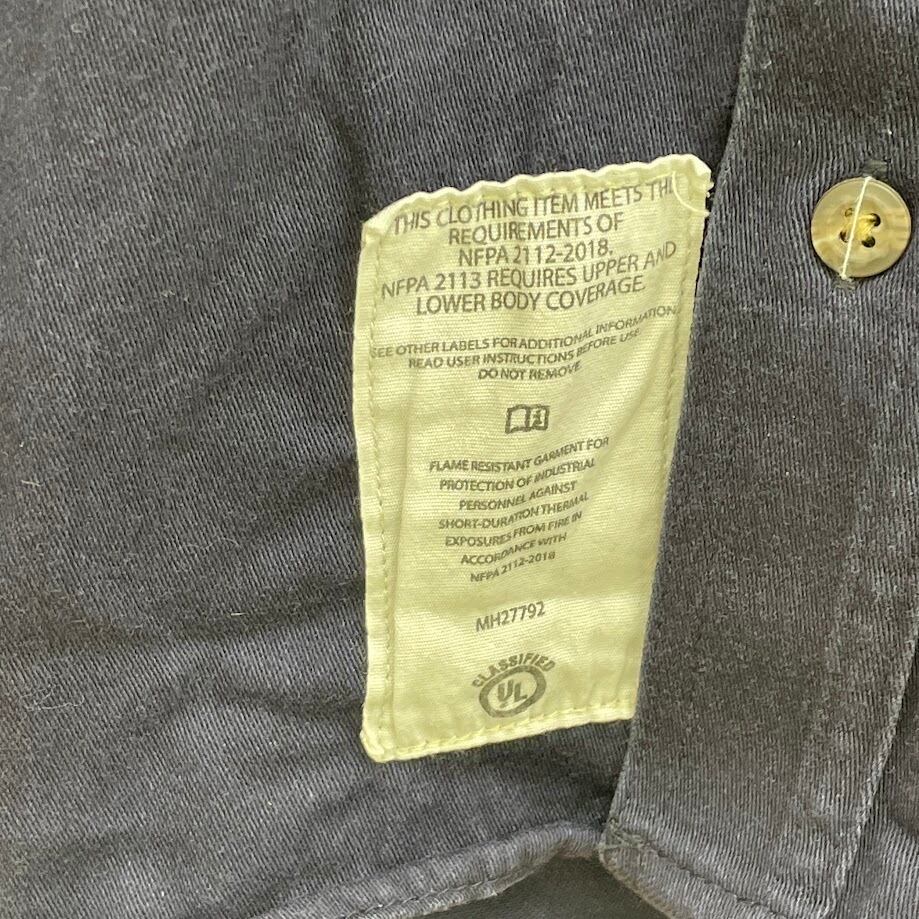 THIS CLOTHING ITEM MEETS THE
REQUIREMENTS OF
NFPA 2112-2018.
NFPA 2113 REQUIRES UPPER AND
LOWER BODY COVERAGE.
SEE OTHER LABELS FOR ADDITIONAL INFORMATION
READ USER INSTRUCTIONS BEFORE USE
DO NOT REMOVE
FLAME RESISTANT GARMENT FOR
PROTECTION OF INDUSTRIAL
PERSONNEL AGAINST
SHORT-DURATION THERMAL
EXPOSURES FROM FIRE IN
ACCORDANCE WITH
NFPA 2112-2018
MH27792
CLASSIFIED
UL